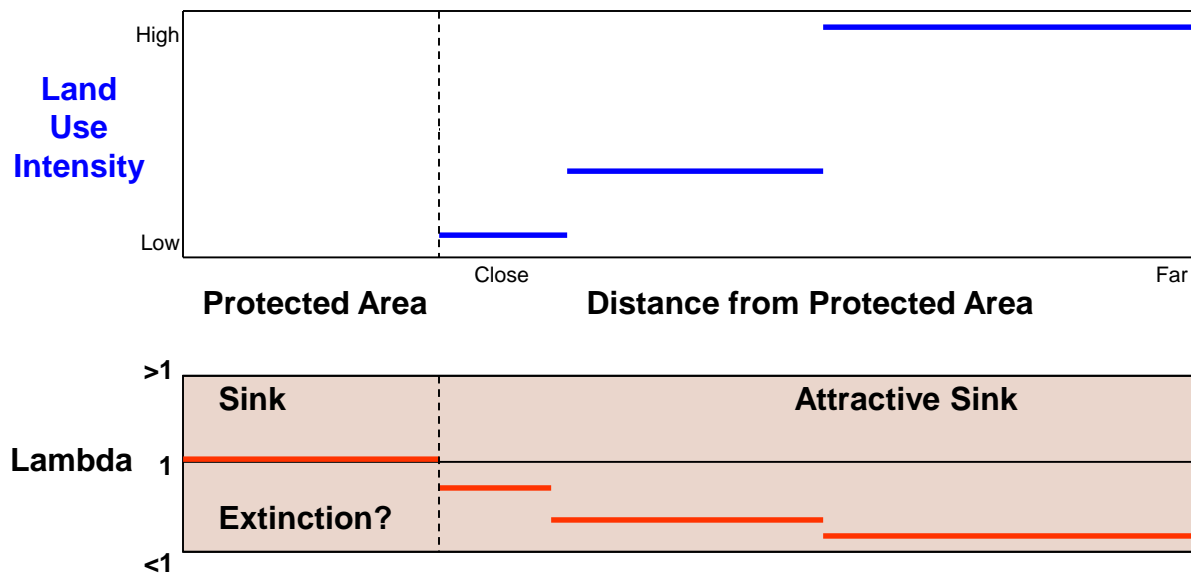 High
Land
Use
Intensity
Low
Close
Far
Protected Area
Distance from Protected Area
>1
Sink
Attractive Sink
Lambda
1
Extinction?
<1